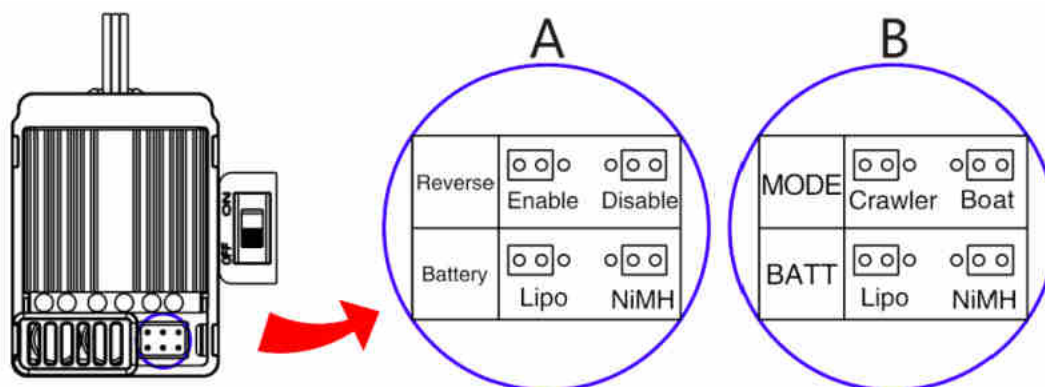 A
B
ON
OFF
Reverse
Enable Disable
Battery
Lipo NiMH
MODE
Crawler Boat
BATT
Lipo NiMH